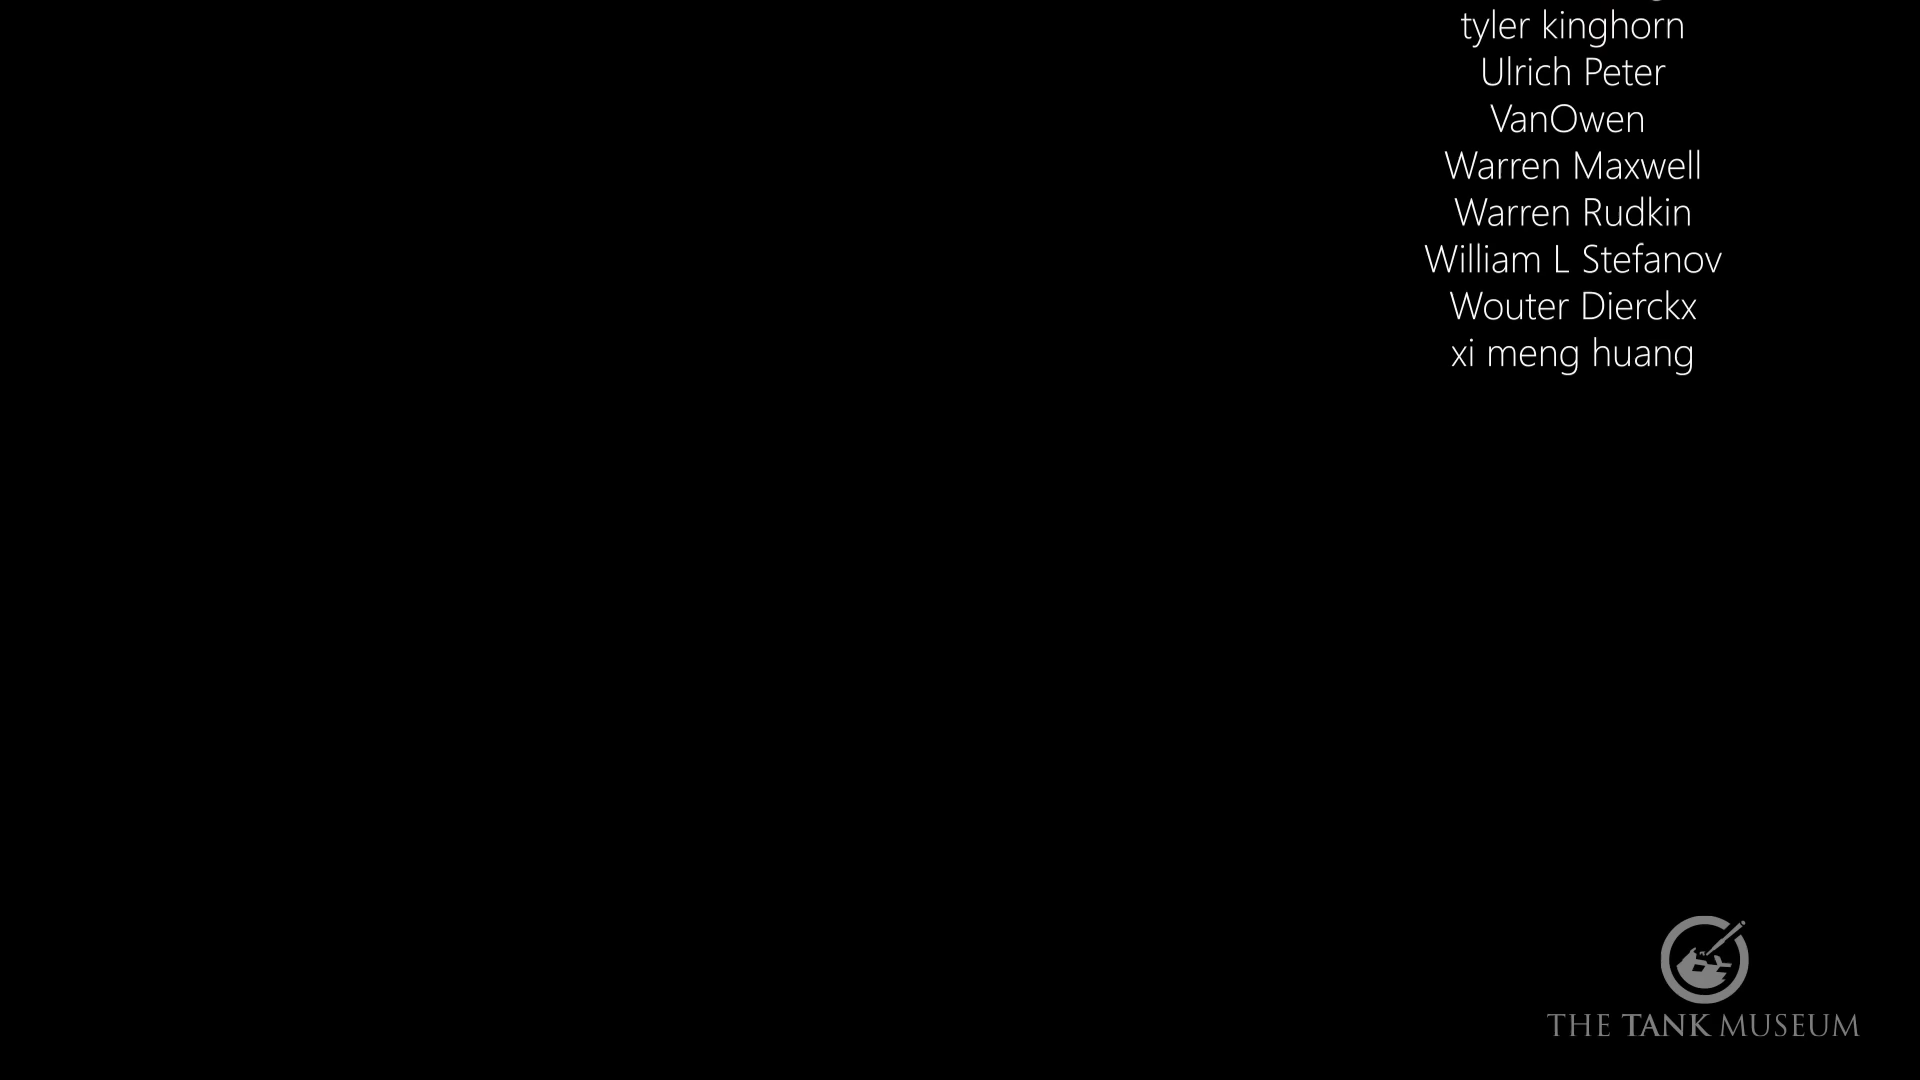 tyler kinghorn
Ulrich Peter
VanOwen
Warren Maxwell
Warren Rudkin
William L Stefanov
Wouter Dierckx
xi meng huang
THE TANK MUSEUM